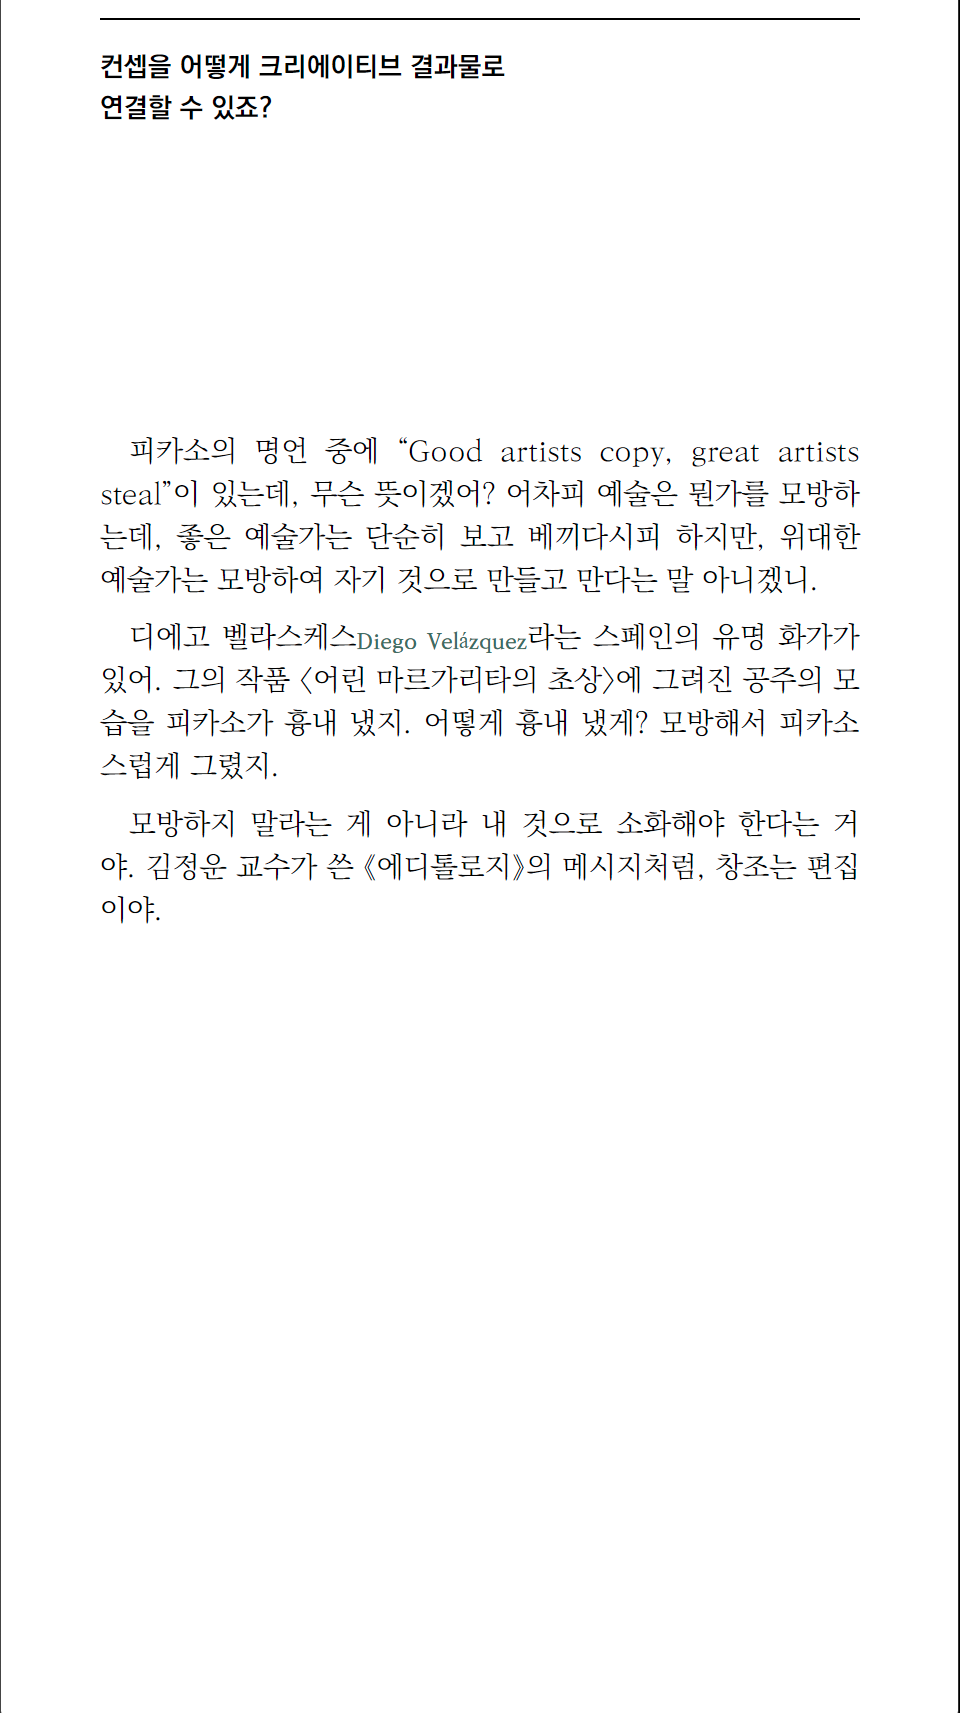 컨셉을 어떻게 크리에이티브 결과물로
연결할 수 있죠?
피카소의 명언 중에 “Good artists copy, great artists
steal”이 있는데, 무슨 뜻이겠어? 어차피 예술은 뭔가를 모방하
는데, 좋은 예술가는 단순히 보고 베끼다시피 하지만, 위대한
예술가는 모방하여 자기 것으로 만들고 만다는 말 아니겠니.
디에고 벨라스케스Diego Velázquez라는 스페인의 유명 화가가
있어. 그의 작품 〈어린 마르가리타의 초상〉에 그려진 공주의 모
습을 피카소가 흉내 냈지. 어떻게 흉내 냈게? 모방해서 피카소
스럽게 그렸지.
모방하지 말라는 게 아니라 내 것으로 소화해야 한다는 거
야. 김정운 교수가 쓴 《에디톨로지》의 메시지처럼, 창조는 편집
이야.